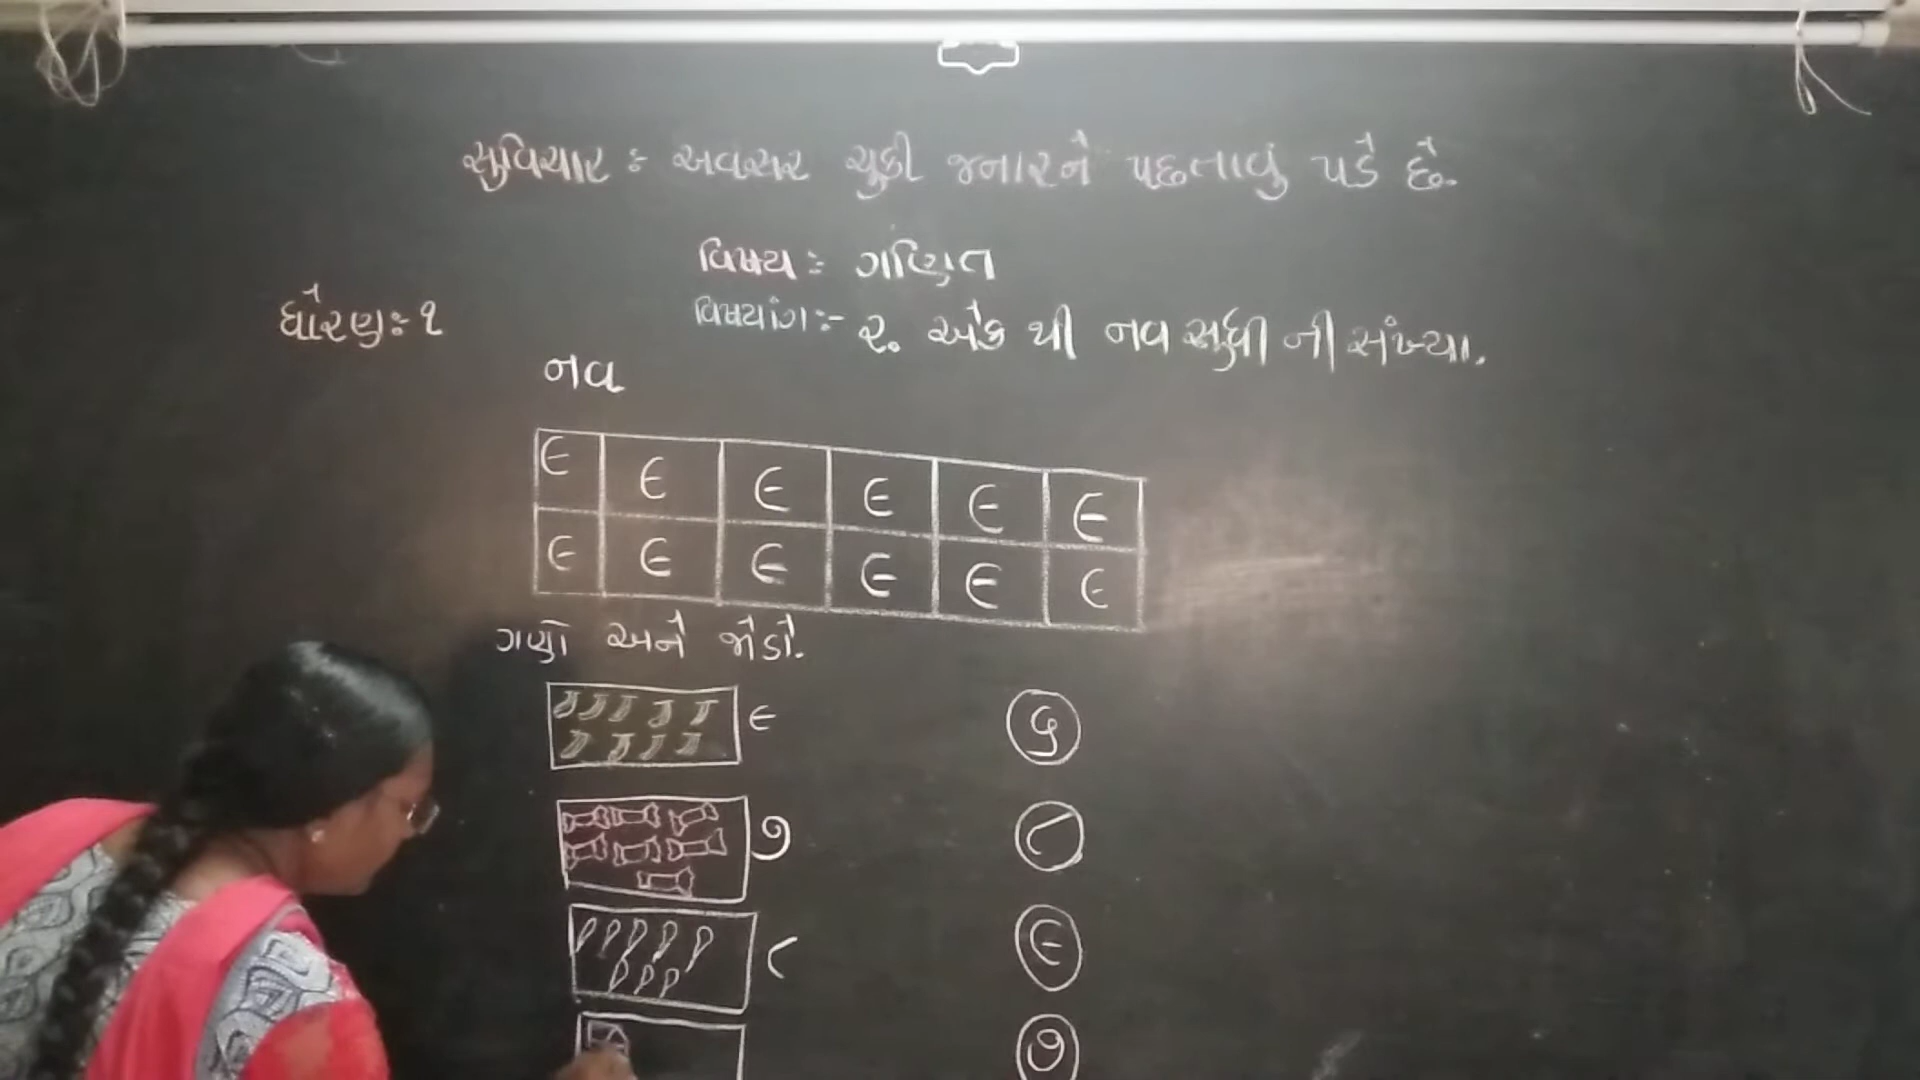 સુવિચાર :- અવસર ચુકી જનારને પછતાવું પડે છે.
વિષય :- ગણિત
ધોરણ:- ૧
વિષયાંગ:- ૨. એક થી નવ સુધી ની સંખ્યા.
નવ
૯ ૯ ૯ ૯ ૯ ૯
૯ ૯ ૯ ૯ ૯ ૯
ગણો અને જોડો.
૯ ૬
૭ ૮
૮ ૯
૭